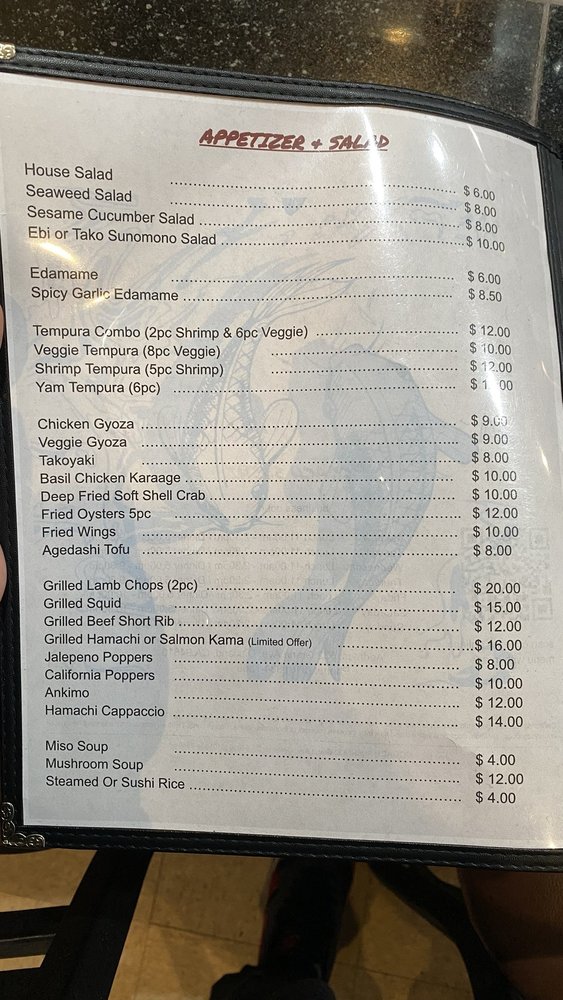 APPETIZER + SALAD
House Salad $ 6.00
Seaweed Salad $ 8.00
Sesame Cucumber Salad $ 8.00
Ebi or Tako Sunomono Salad $ 10.00
Edamame $ 6.00
Spicy Garlic Edamame $ 8.50
Tempura Combo (2pc Shrimp & 6pc Veggie) $ 12.00
Veggie Tempura (8pc Veggie) $ 10.00
Shrimp Tempura (5pc Shrimp) $ 12.00
Yam Tempura (6pc)
Chicken Gyoza $ 9.00
Veggie Gyoza $ 9.00
Takoyaki $ 8.00
Basil Chicken Karaage $ 10.00
Deep Fried Soft Shell Crab $ 10.00
Fried Oysters 5pc $ 12.00
Fried Wings $ 10.00
Agedashi Tofu $ 8.00
Grilled Lamb Chops (2pc) $ 20.00
Grilled Squid $ 15.00
Grilled Beef Short Rib $ 12.00
Grilled Hamachi or Salmon Kama (Limited Offer) $ 16.00
Jalepeno Poppers $ 8.00
California Poppers $ 10.00
Ankimo $ 12.00
Hamachi Cappaccio $ 14.00
Miso Soup $ 4.00
Mushroom Soup $ 12.00
Steamed Or Sushi Rice $ 4.00